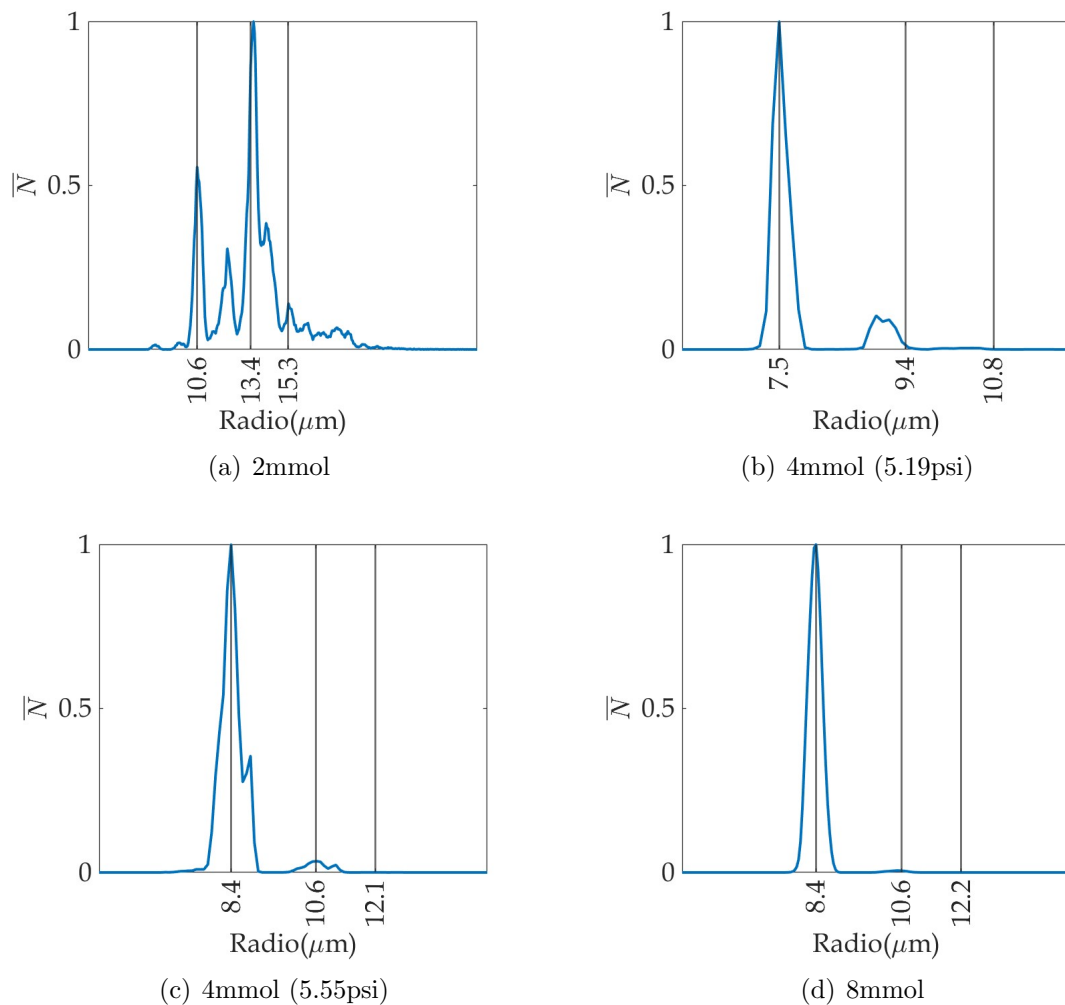 1
N̅ 0.5
0
10.6
13.4
15.3
Radio(μm)
(a) 2mmol
1
N̅ 0.5
0
7.5
9.4
10.8
Radio(μm)
(b) 4mmol (5.19psi)
1
N̅ 0.5
0
8.4
10.6
12.1
Radio(μm)
(c) 4mmol (5.55psi)
1
N̅ 0.5
0
8.4
10.6
12.2
Radio(μm)
(d) 8mmol